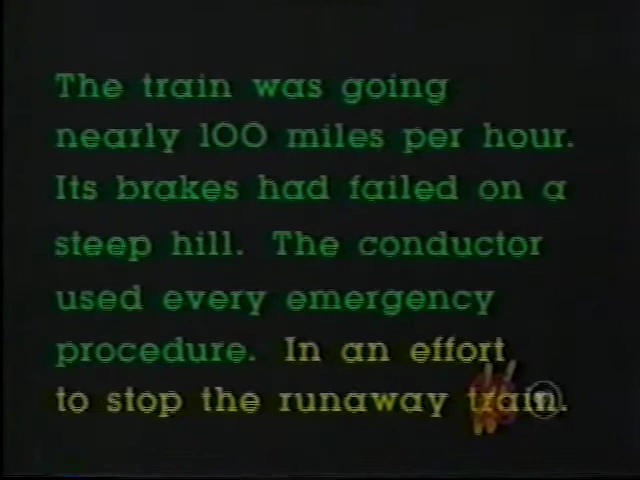 The train was going
nearly 100 miles per hour.
Its brakes had failed on a
steep hill. The conductor
used every emergency
procedure. In an effort
to stop the runaway train.